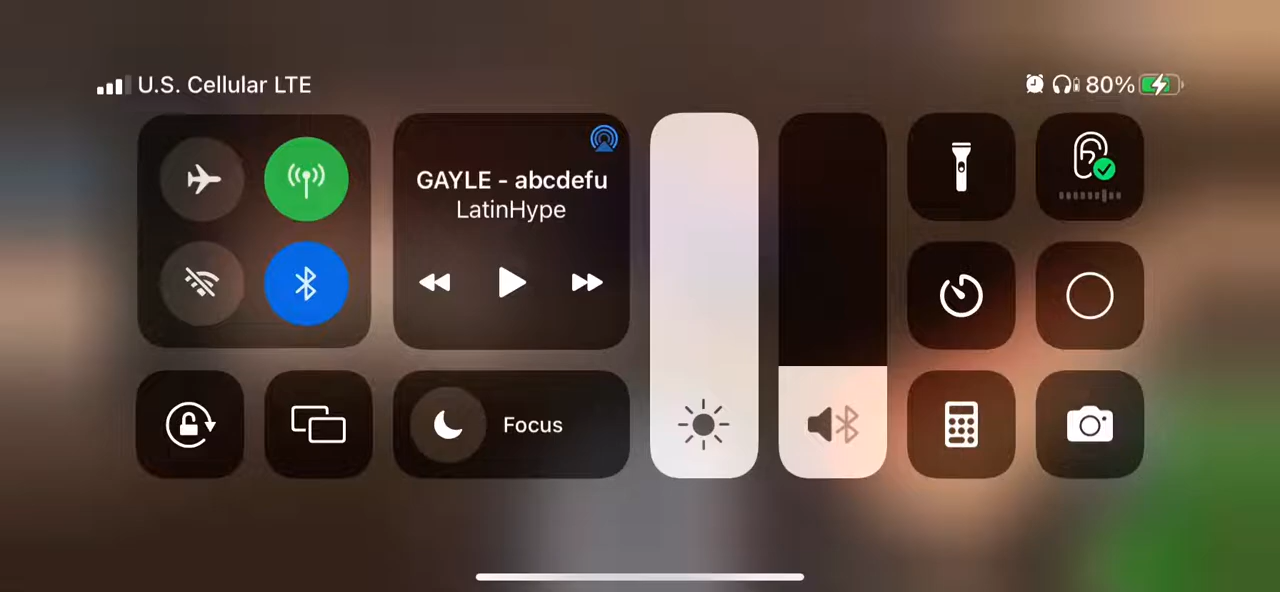 U.S. Cellular LTE
80%
GAYLE - abcdefu
LatinHype
Focus